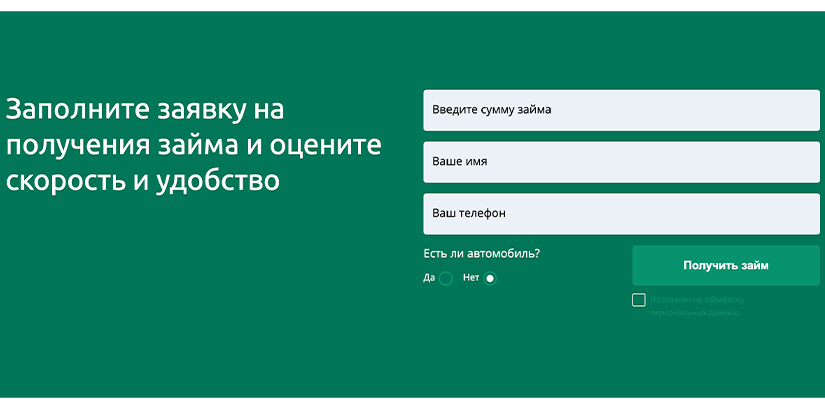 Заполните заявку на
получения займа и оцените
скорость и удобство
Введите сумму займа
Ваше имя
Ваш телефон
Есть ли автомобиль?
Да Нет
Получить займ
Я согласен на обработку
персональных данных.